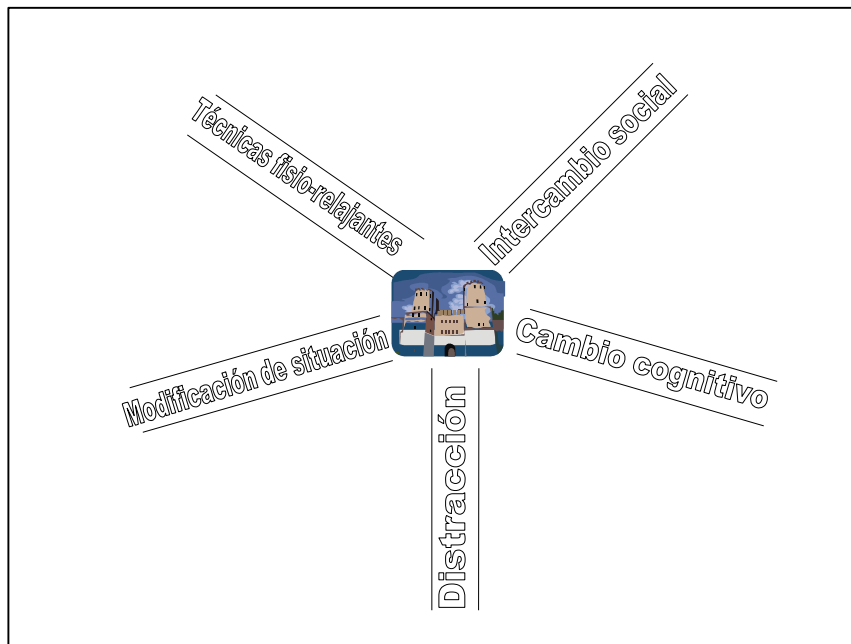 Técnicas fisio-relajantes
Intercambio social
Modificación de situación
Cambio cognitivo
Distracción